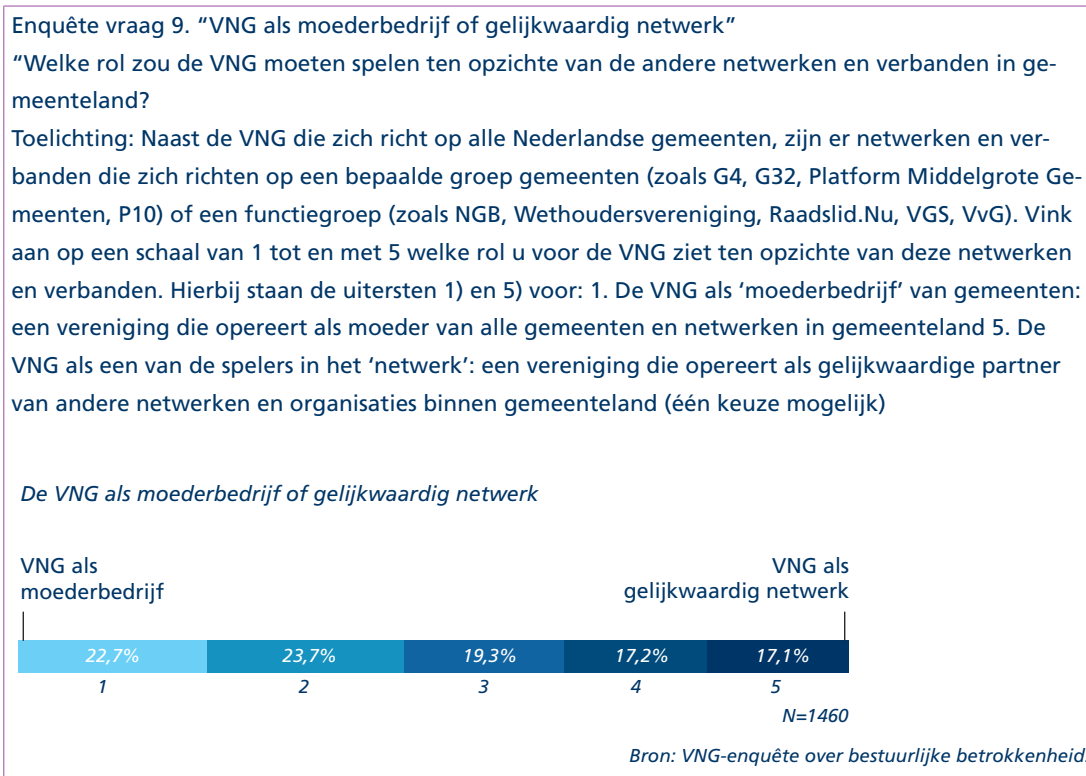 Enquête vraag 9. “VNG als moederbedrijf of gelijkwaardig netwerk”
“Welke rol zou de VNG moeten spelen ten opzichte van de andere netwerken en verbanden in ge-
meenteland?
Toelichting: Naast de VNG die zich richt op alle Nederlandse gemeenten, zijn er netwerken en ver-
banden die zich richten op een bepaalde groep gemeenten (zoals G4, G32, Platform Middelgrote Ge-
meenten, P10) of een functiegroep (zoals NGB, Wethoudersvereniging, Raadslid.Nu, VGS, VvG). Vink
aan op een schaal van 1 tot en met 5 welke rol u voor de VNG ziet ten opzichte van deze netwerken
en verbanden. Hierbij staan de uitersten 1) en 5) voor: 1. De VNG als ‘moederbedrijf’ van gemeenten:
een vereniging die opereert als moeder van alle gemeenten en netwerken in gemeenteland 5. De
VNG als een van de spelers in het ‘netwerk’: een vereniging die opereert als gelijkwaardige partner
van andere netwerken en organisaties binnen gemeenteland (één keuze mogelijk)
De VNG als moederbedrijf of gelijkwaardig netwerk
VNG als
moederbedrijf
VNG als
gelijkwaardig netwerk
22,7% 23,7% 19,3% 17,2% 17,1%
1 2 3 4 5
N=1460
Bron: VNG-enquête over bestuurlijke betrokkenheid.